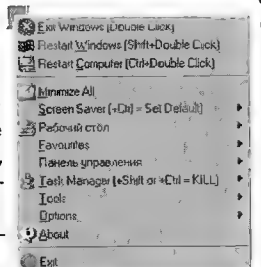 Exit Windows (Double Click)
Restart Windows (Shift+Double Click)
Restart Computer (Ctrl+Double Click)
Minimize All
Screen Saver (+Ctrl = Set Default)
Рабочий стол
Favourites
Панель управления
Task Manager (+Shift or +Ctrl = KILL)
Tools
Options
About
Exit